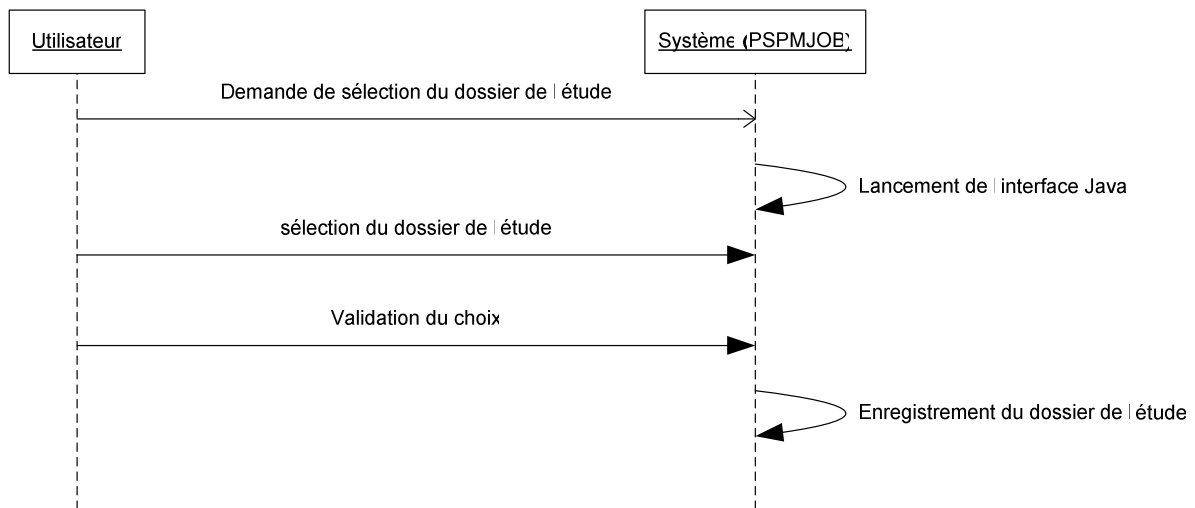 Utilisateur
Système (PSPMJOB)
Demande de sélection du dossier de l étude
Lancement de l interface Java
sélection du dossier de l étude
Validation du choix
Enregistrement du dossier de l étude